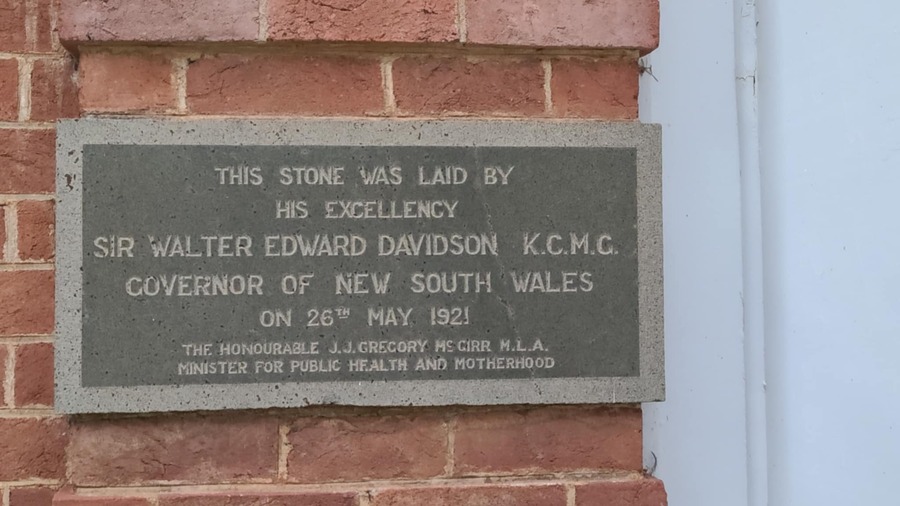 THIS STONE WAS LAID BY
HIS EXCELLENCY
SIR WALTER EDWARD DAVIDSON K.C.M.G.
GOVERNOR OF NEW SOUTH WALES
ON 26TH MAY 1921
THE HONOURABLE J.J. GREGORY McGIRR M.L.A.
MINISTER FOR PUBLIC HEALTH AND MOTHERHOOD